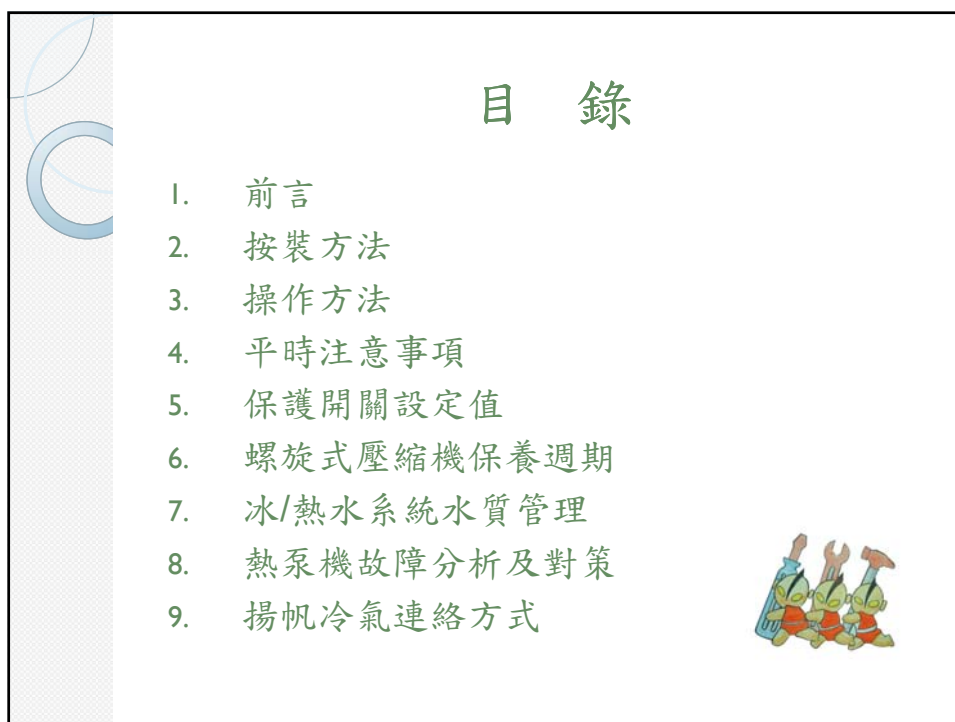 目 錄
1. 前言
2. 按裝方法
3. 操作方法
4. 平時注意事項
5. 保護開關設定值
6. 螺旋式壓縮機保養週期
7. 冰/熱水系統水質管理
8. 熱泵機故障分析及對策
9. 揚帆冷氣連絡方式